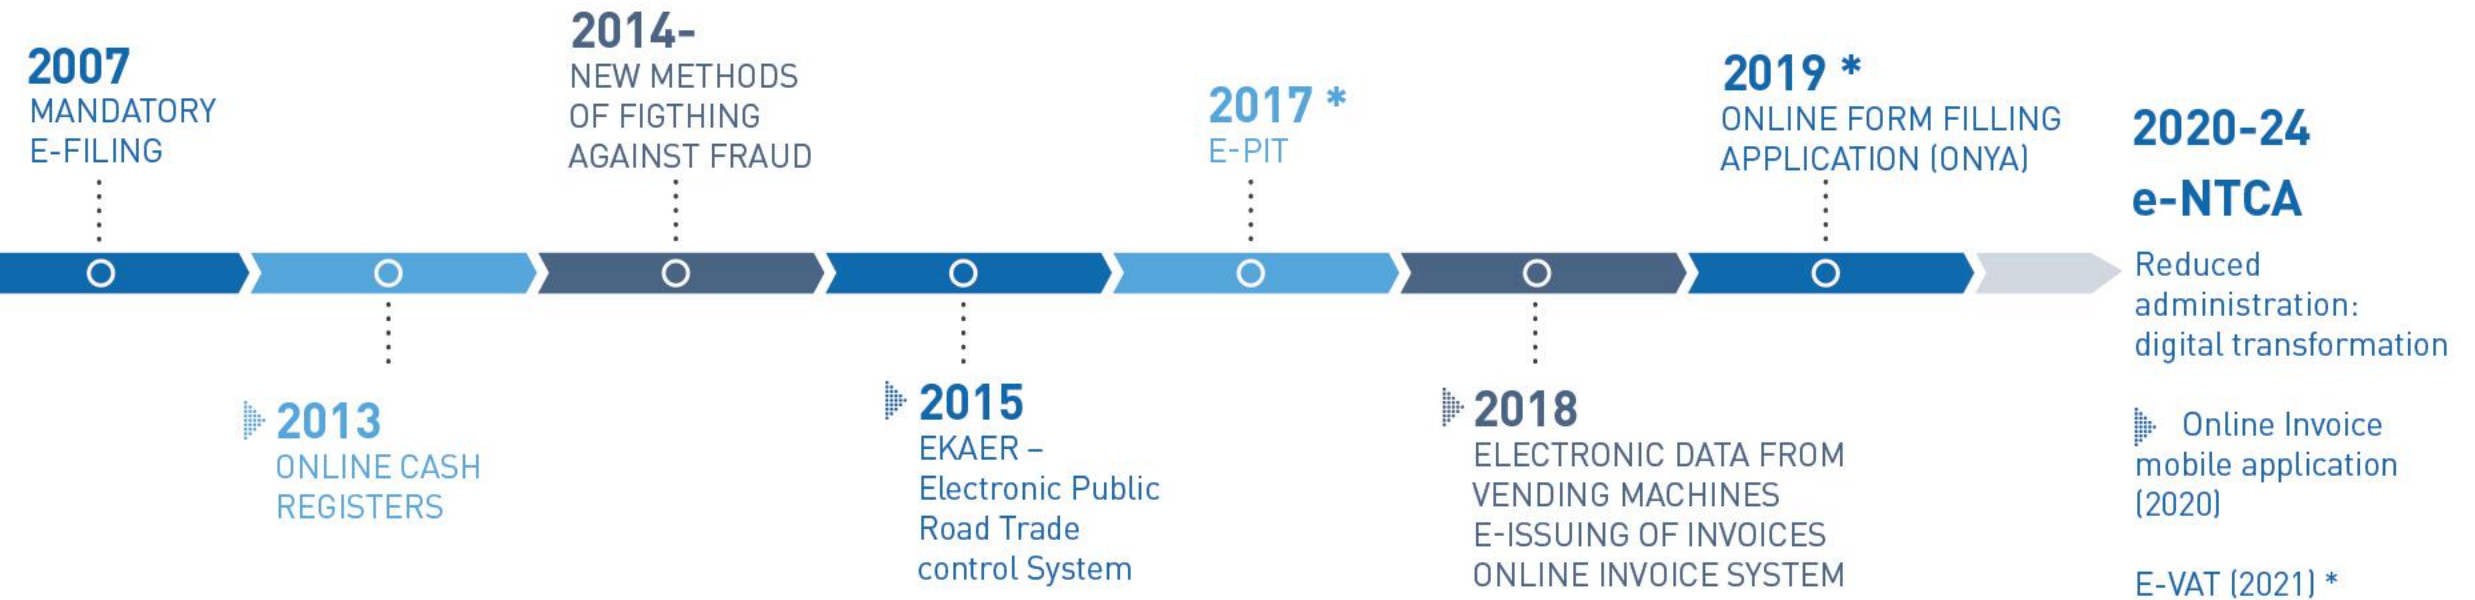 2007
MANDATORY
E-FILING
2013
ONLINE CASH
REGISTERS
2014-
NEW METHODS
OF FIGTHING
AGAINST FRAUD
2015
EKAER –
Electronic Public
Road Trade
control System
2017 *
E-PIT
2018
ELECTRONIC DATA FROM
VENDING MACHINES
E-ISSUING OF INVOICES
ONLINE INVOICE SYSTEM
2019 *
ONLINE FORM FILLING
APPLICATION (ONYA)
2020-24
e-NTCA
Reduced
administration:
digital transformation
Online Invoice
mobile application
(2020)
E-VAT (2021) *